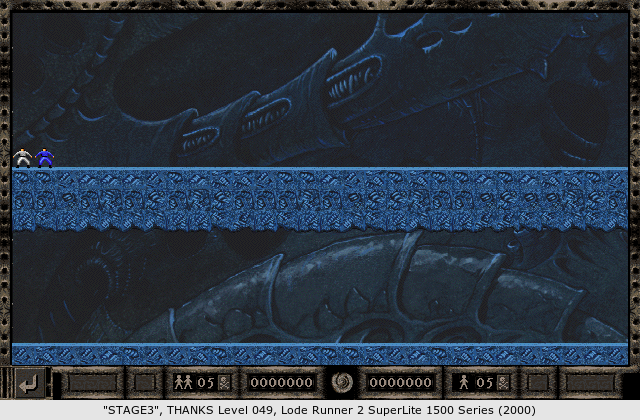 05 0000000 0000000 05
"STAGE3", THANKS Level 049, Lode Runner 2 SuperLite 1500 Series (2000)